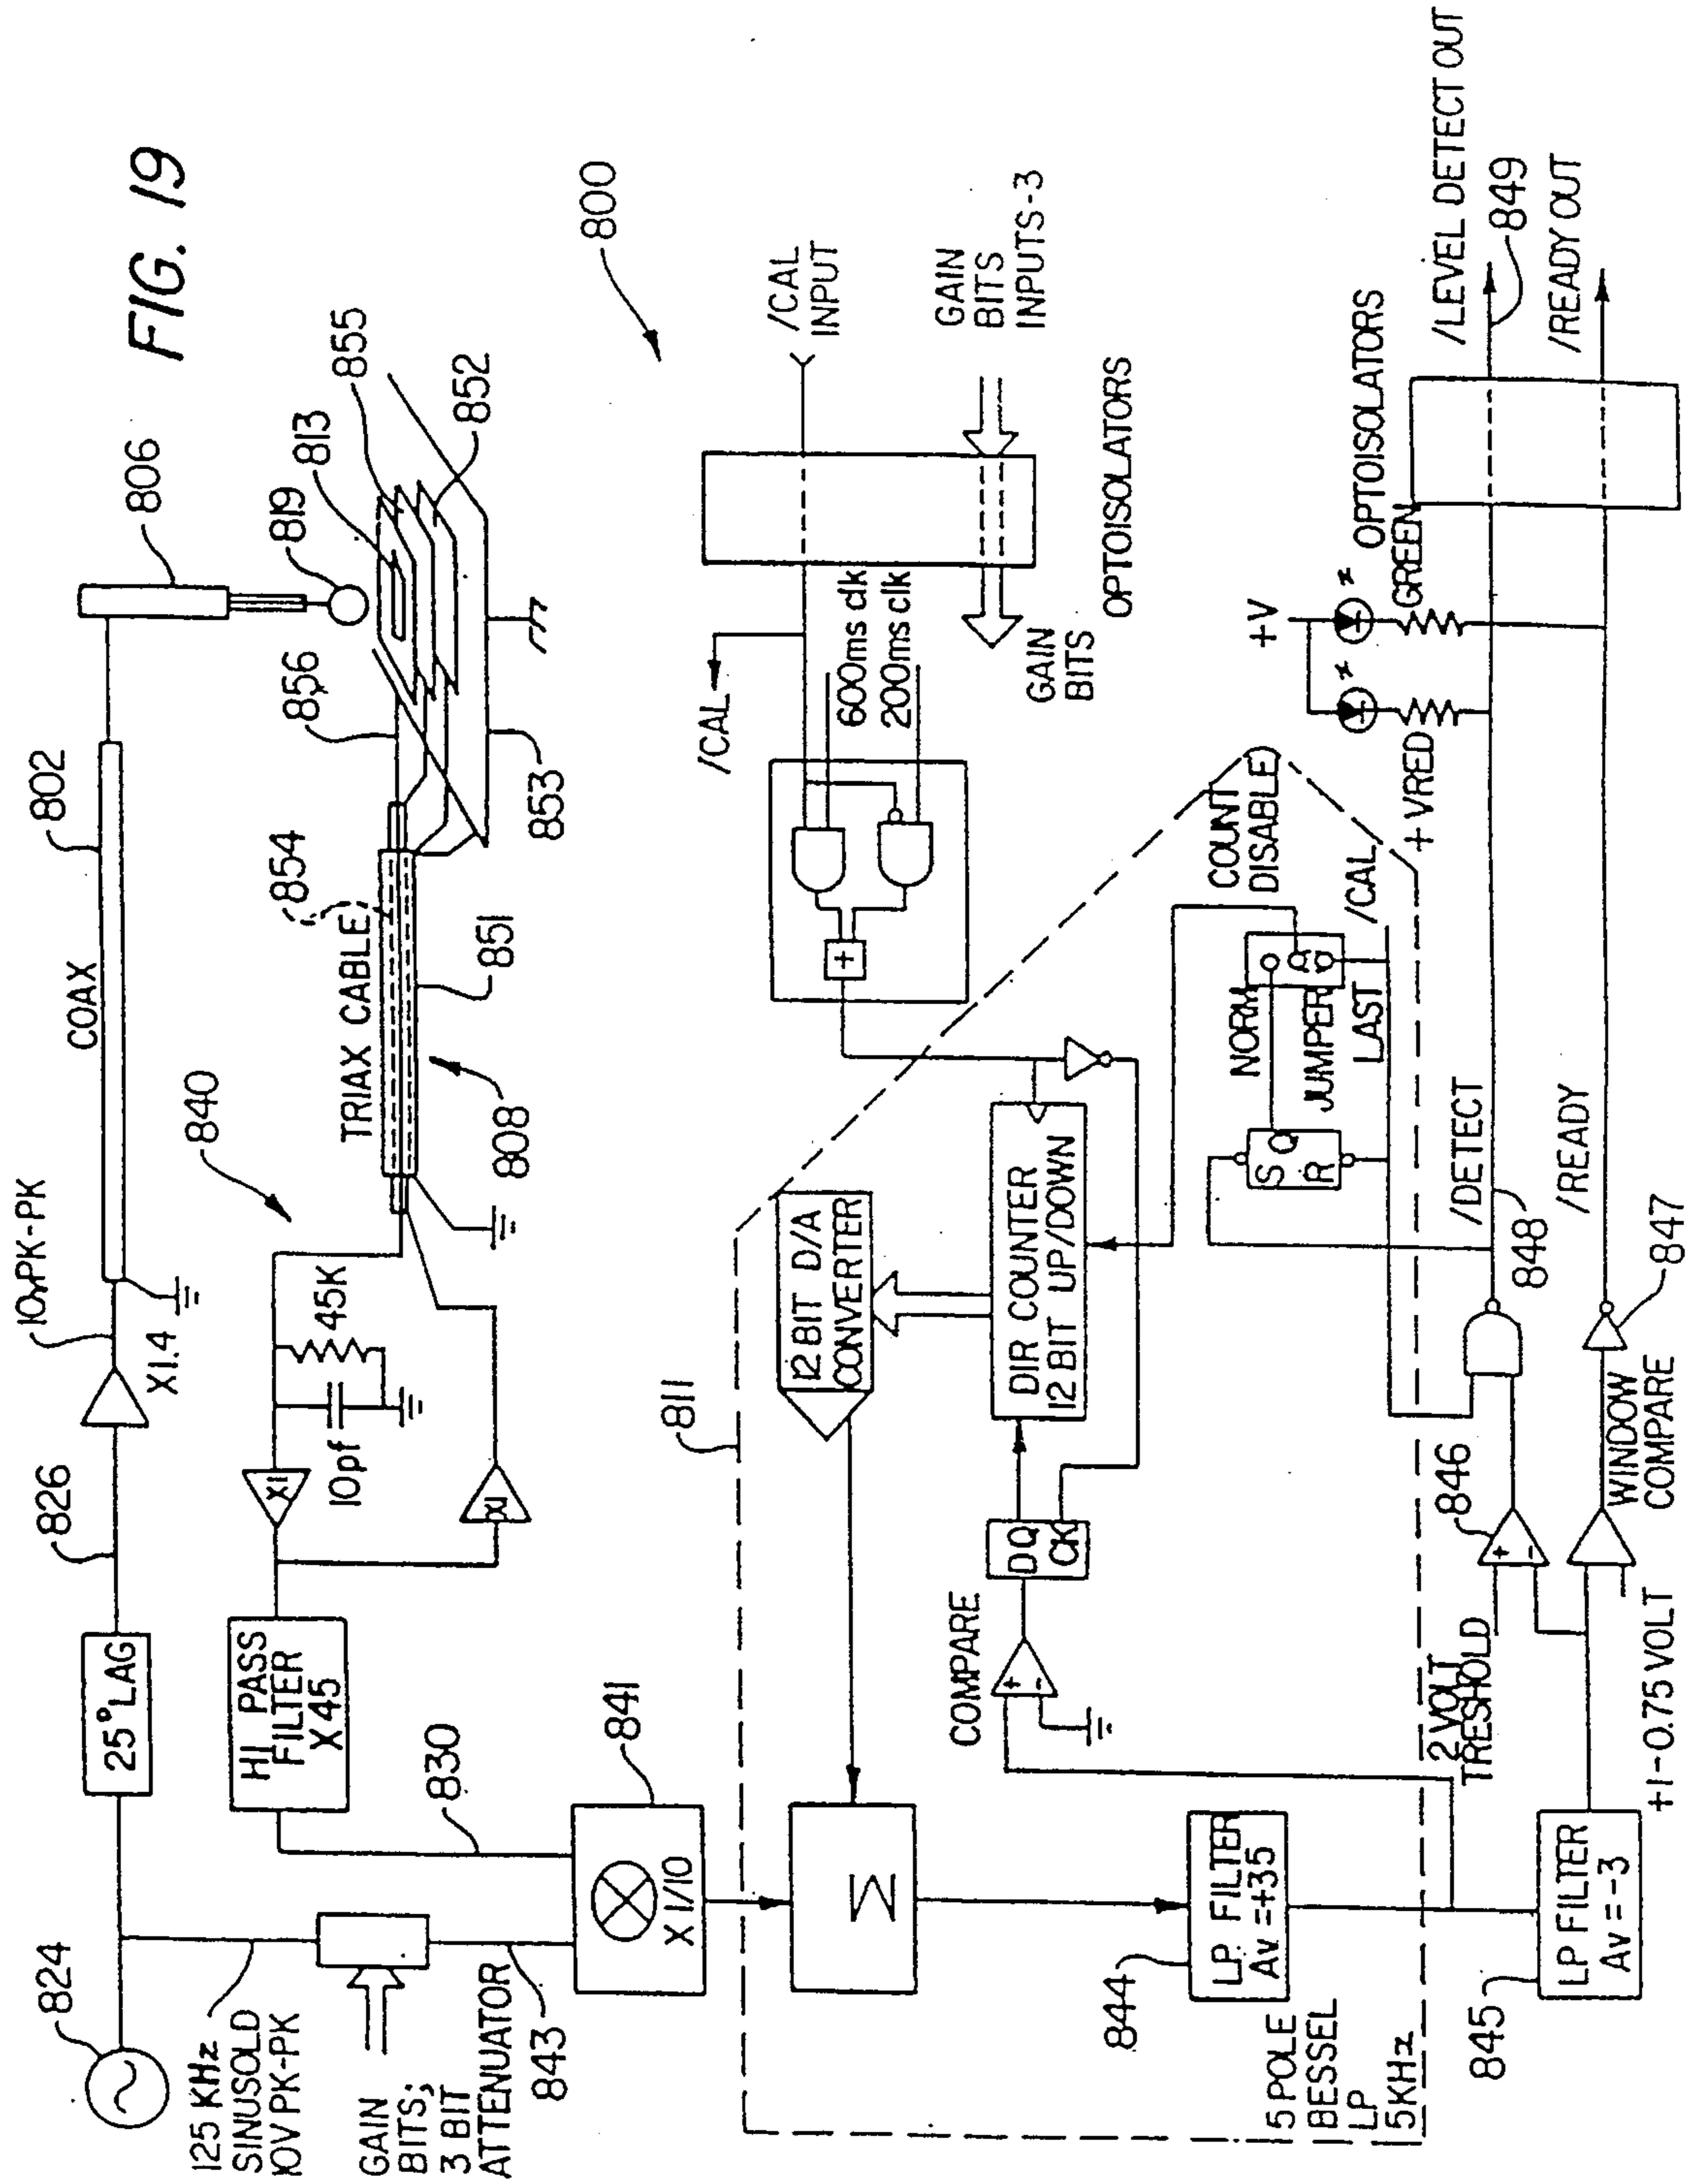 FIG. 19
824
125 KHz
SINUSOLD
10V PK-PK
25° LAG
826
X1.4
10vPK-PK
COAX
802
806
819
813
855
852
856
853
TRIAX CABLE
854
851
808
840
45K
10pf
X1
X1
HI PASS
FILTER
X45
830
GAIN
BITS;
3 BIT
ATTENUATOR
843
841
X 1/10
800
/CAL
INPUT
GAIN
BITS
INPUTS-3
OPTOISOLATORS
/CAL
600ms clk
200ms clk
GAIN
BITS
+
811
12 BIT D/A
CONVERTER
Σ
DIR COUNTER
12 BIT UP/DOWN
COMPARE
+
-
DQ
CK
COUNT
DISABLE
NORM
JUMPER
LAST
/CAL
S
Q
R
844
LP FILTER
Av =+35
5 POLE
BESSEL
LP
5KHz
845
LP FILTER
Av = -3
2 VOLT
TRESHOLD
+
-
846
+1-0.75 VOLT
WINDOW
COMPARE
847
/DETECT
848
/READY
+V
+ VRED
GREEN
OPTOISOLATORS
/LEVEL DETECT OUT
849
/READY OUT